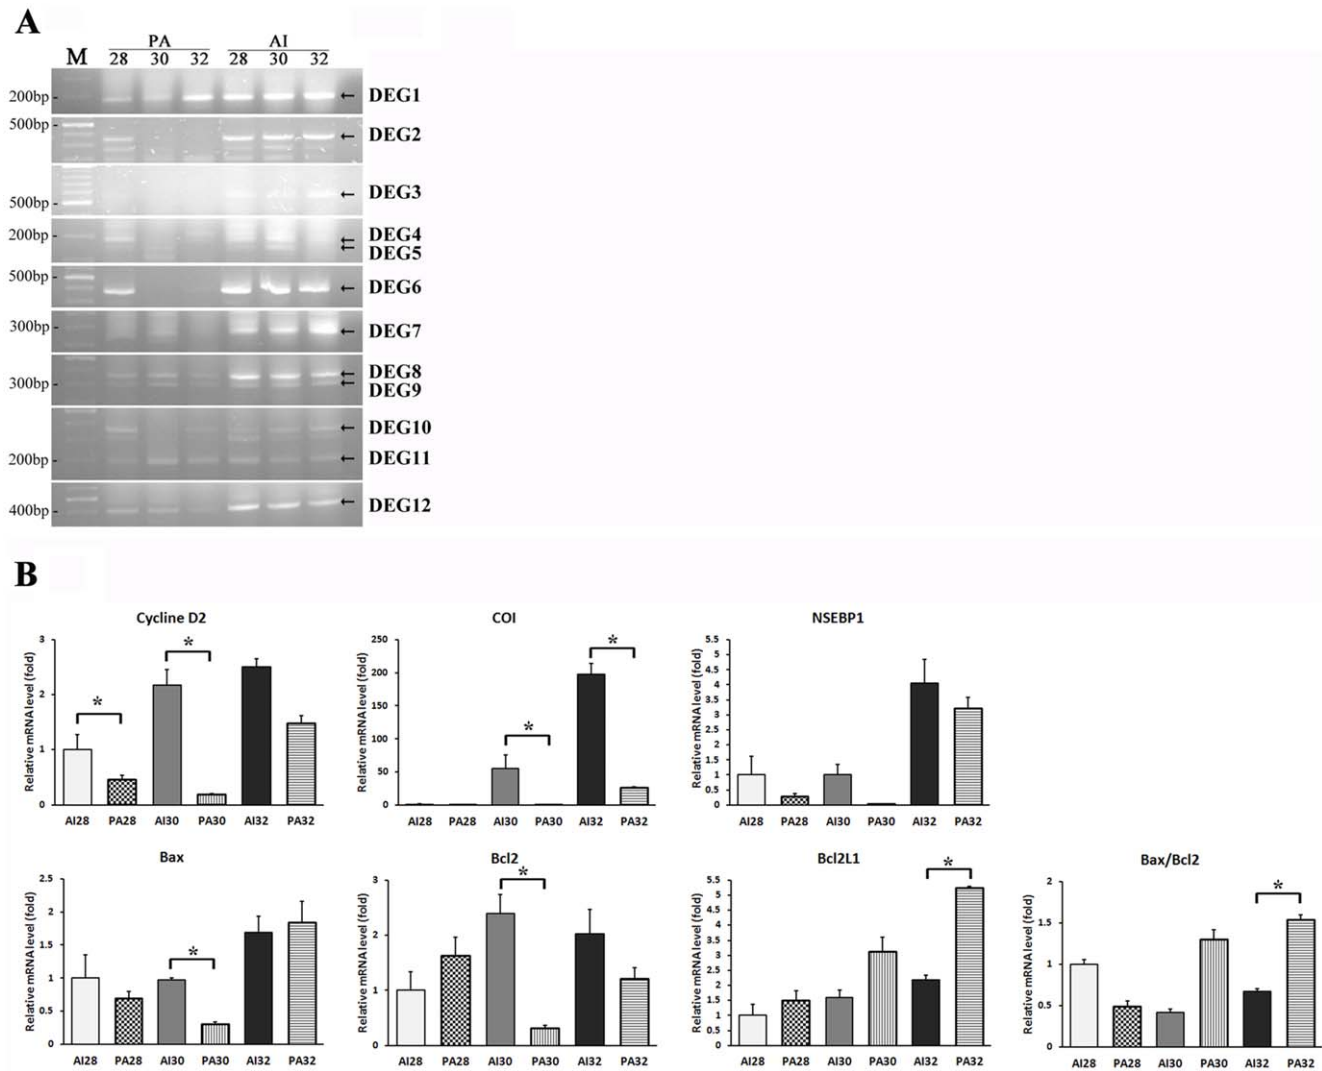 A
PA AI
M 28 30 32 28 30 32
200bp - ← DEG1
500bp - ← DEG2
← DEG3
500bp -
200bp - ← DEG4
← DEG5
500bp - ← DEG6
300bp - ← DEG7
← DEG8
300bp - ← DEG9
← DEG10
200bp - ← DEG11
400bp - ← DEG12
B
Cycline D2
Relative mRNA level (fold)
3
2
1
0
*
*
AI28 PA28 AI30 PA30 AI32 PA32
COI
Relative mRNA level (fold)
250
200
150
100
50
0
*
*
AI28 PA28 AI30 PA30 AI32 PA32
NSEBP1
Relative mRNA level (fold)
5.5
5
4.5
4
3.5
3
2.5
2
1.5
1
0.5
0
AI28 PA28 AI30 PA30 AI32 PA32
Bax
Relative mRNA level (fold)
2.5
2
1.5
1
0.5
0
*
AI28 PA28 AI30 PA30 AI32 PA32
Bcl2
Relative mRNA level (fold)
3
2
1
0
*
AI28 PA28 AI30 PA30 AI32 PA32
Bcl2L1
Relative mRNA level (fold)
5.5
5
4.5
4
3.5
3
2.5
2
1.5
1
0.5
0
*
AI28 PA28 AI30 PA30 AI32 PA32
Bax/Bcl2
Relative mRNA level (fold)
2
1.5
1
0.5
0
*
AI28 PA28 AI30 PA30 AI32 PA32